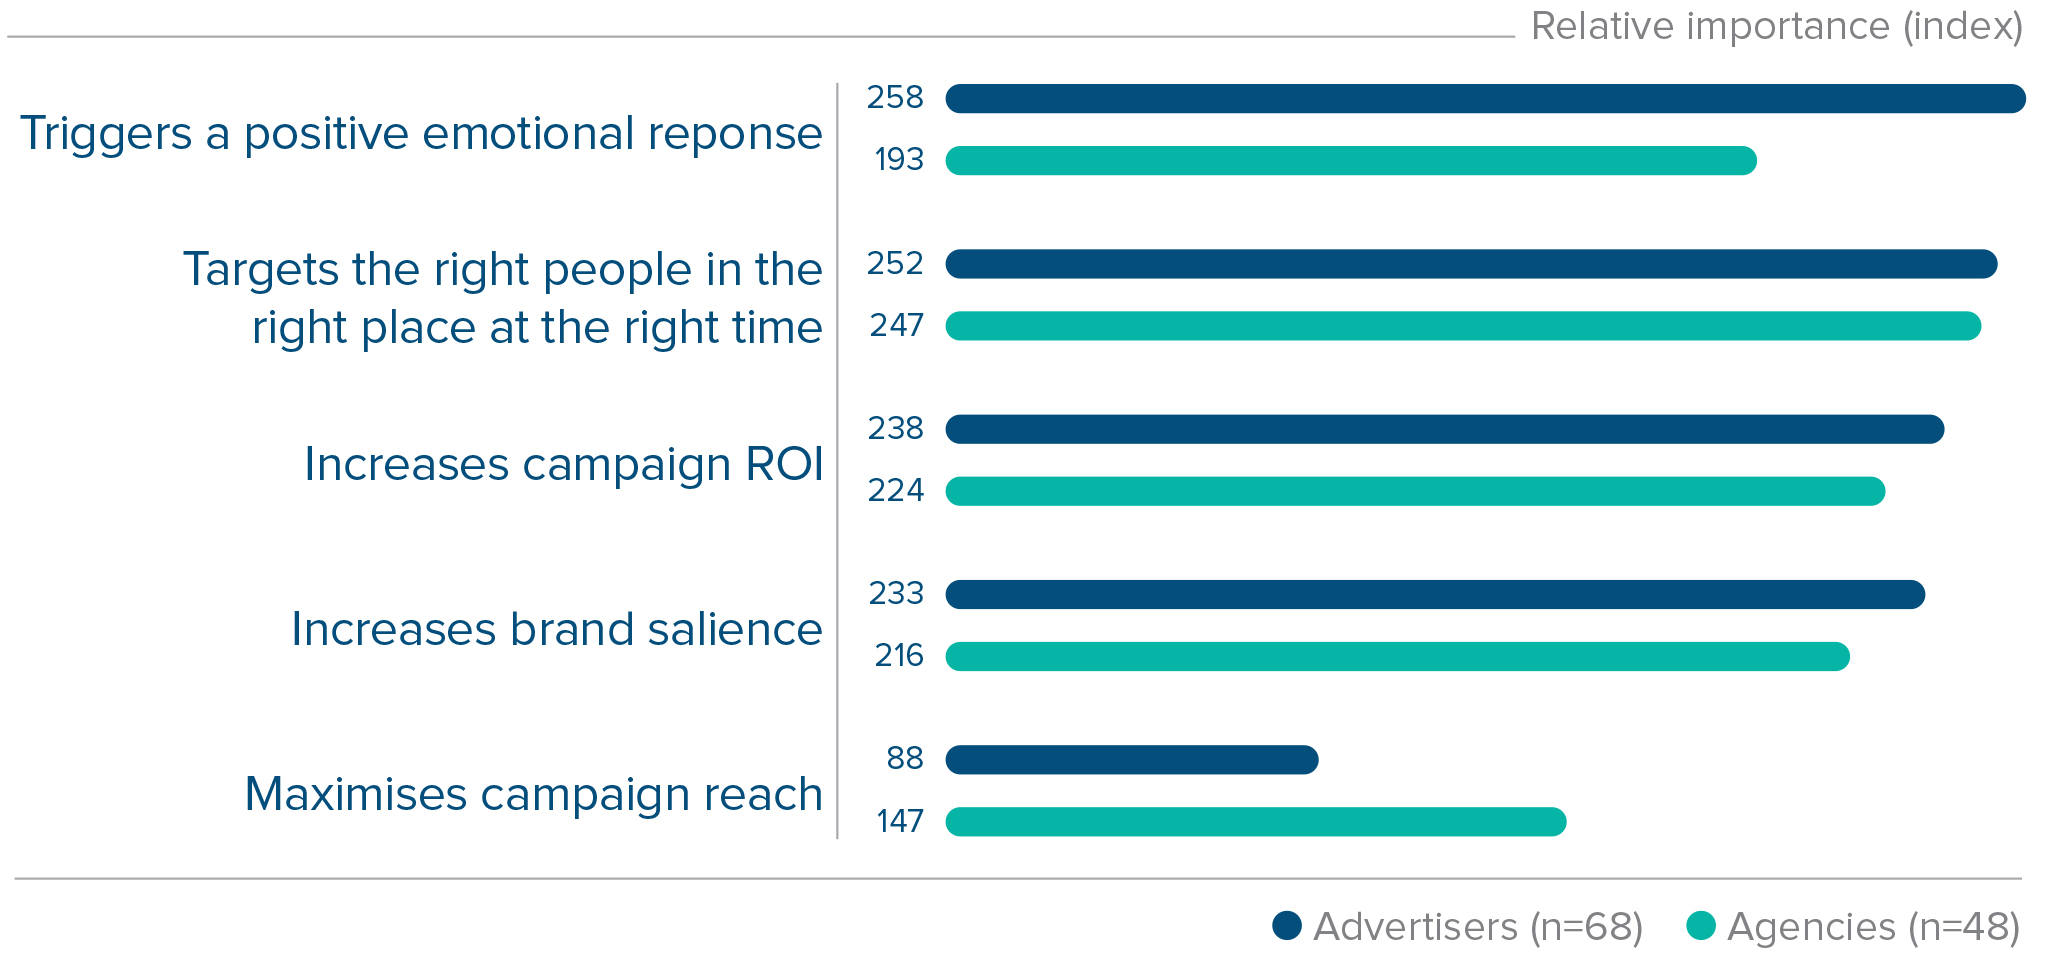 Relative importance (index)
258
Triggers a positive emotional reponse
193
Targets the right people in the
252
right place at the right time
247
238
Increases campaign ROI
224
233
Increases brand salience
216
88
Maximises campaign reach
147
Advertisers (n=68) Agencies (n=48)